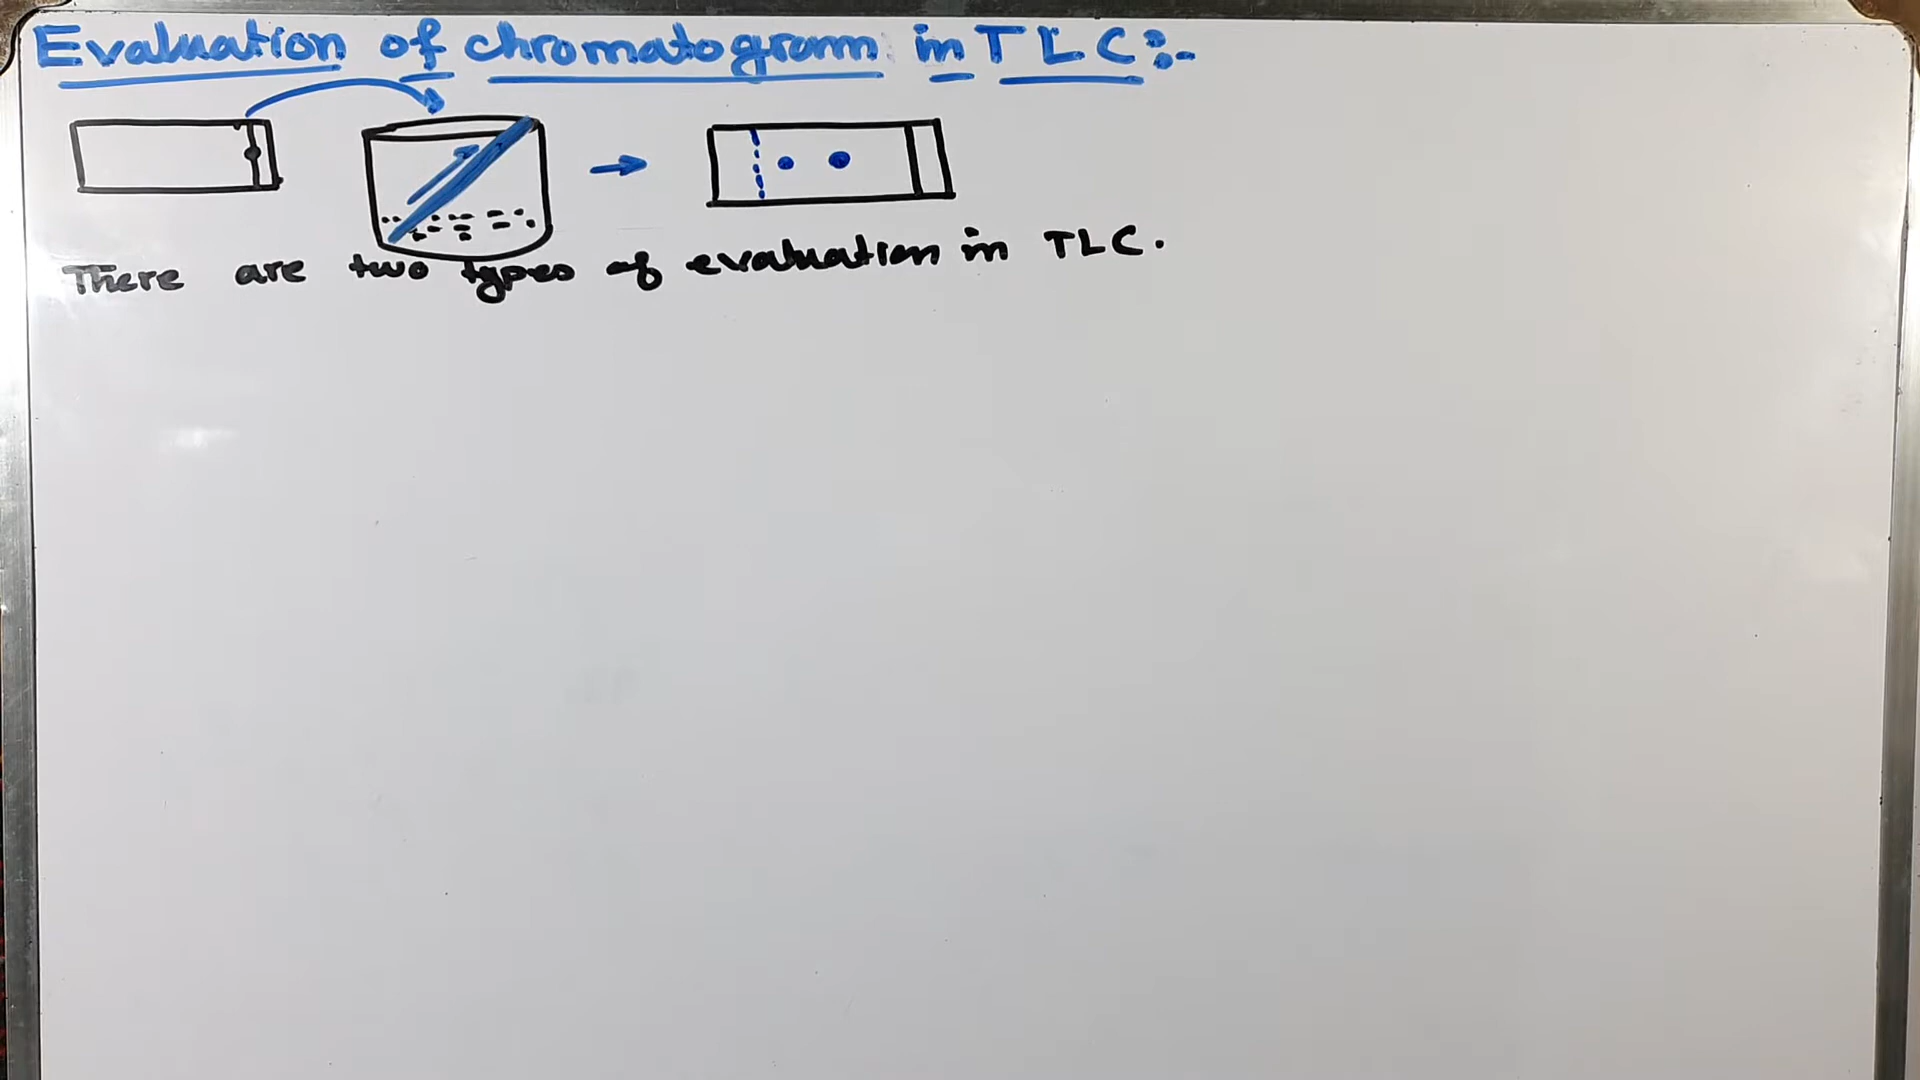 Evaluation of chromatogram in TLC:-
There are two types of evaluation in TLC.